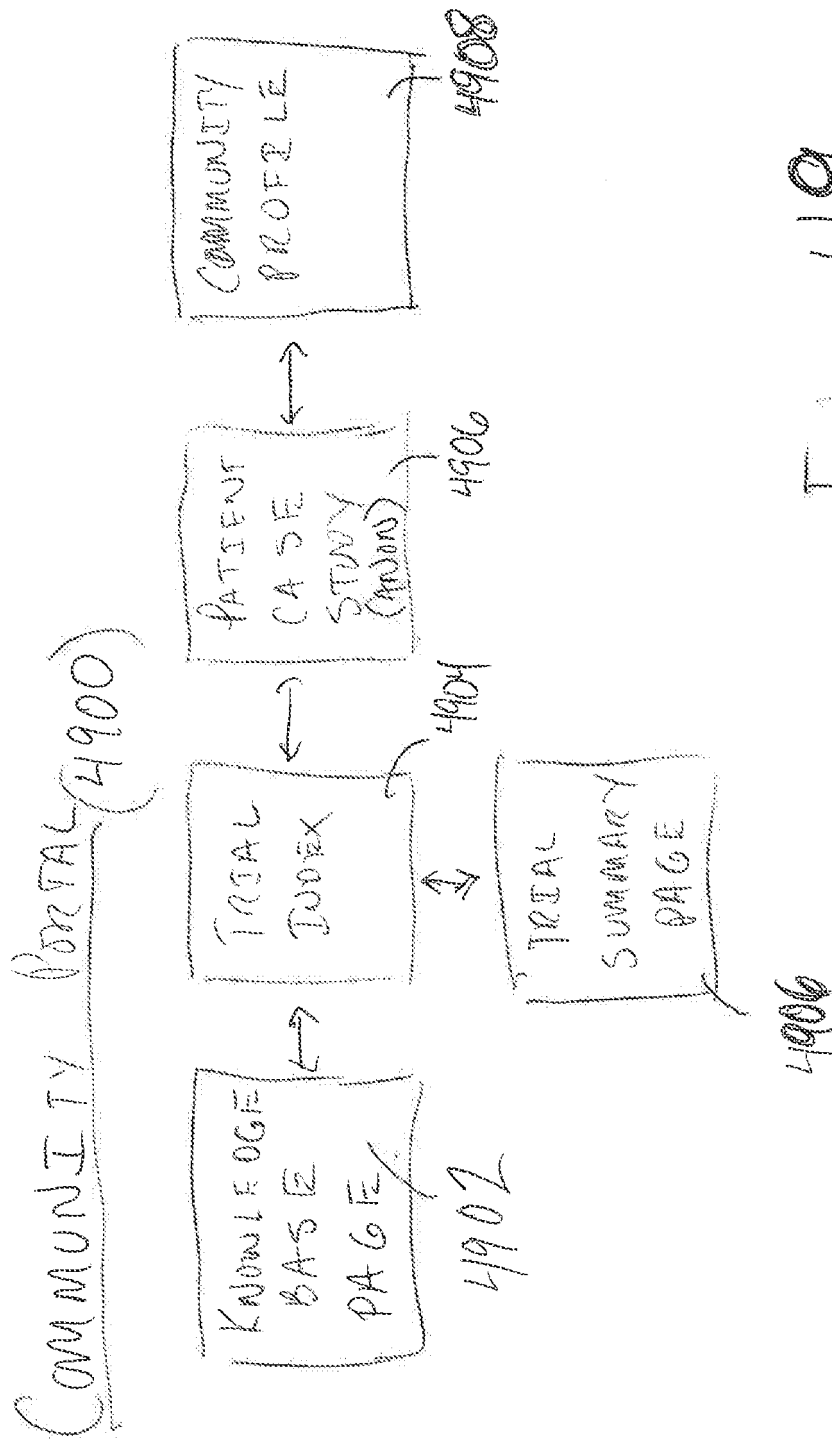 COMMUNITY PORTAL (4900)
KNOWLEDGE
BASE
PAGE
4902
TRIAL
INDEX
4904
PATIENT
CASE
STUDY
(ANON)
4906
COMMUNITY
PROFILE
4908
TRIAL
SUMMARY
PAGE
4906